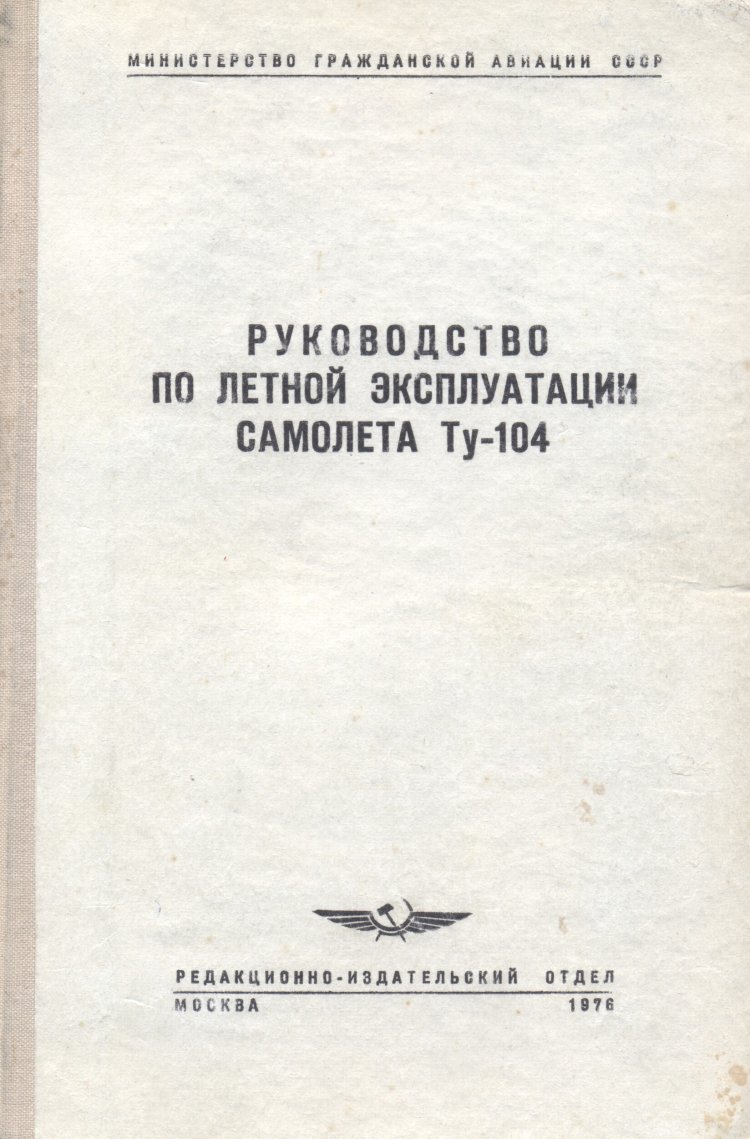 МИНИСТЕРСТВО ГРАЖДАНСКОЙ АВИАЦИИ СССР
РУКОВОДСТВО
ПО ЛЕТНОЙ ЭКСПЛУАТАЦИИ
САМОЛЕТА Ту-104
РЕДАКЦИОННО-ИЗДАТЕЛЬСКИЙ ОТДЕЛ
МОСКВА 1976